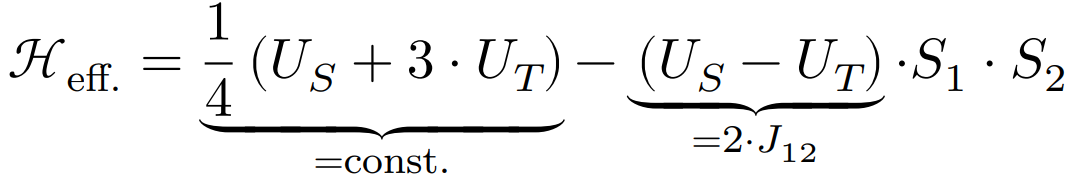 ℋ_eff. = 1/4 (U_S + 3 · U_T) − (U_S − U_T) · S_1 · S_2
=const. =2·J_12